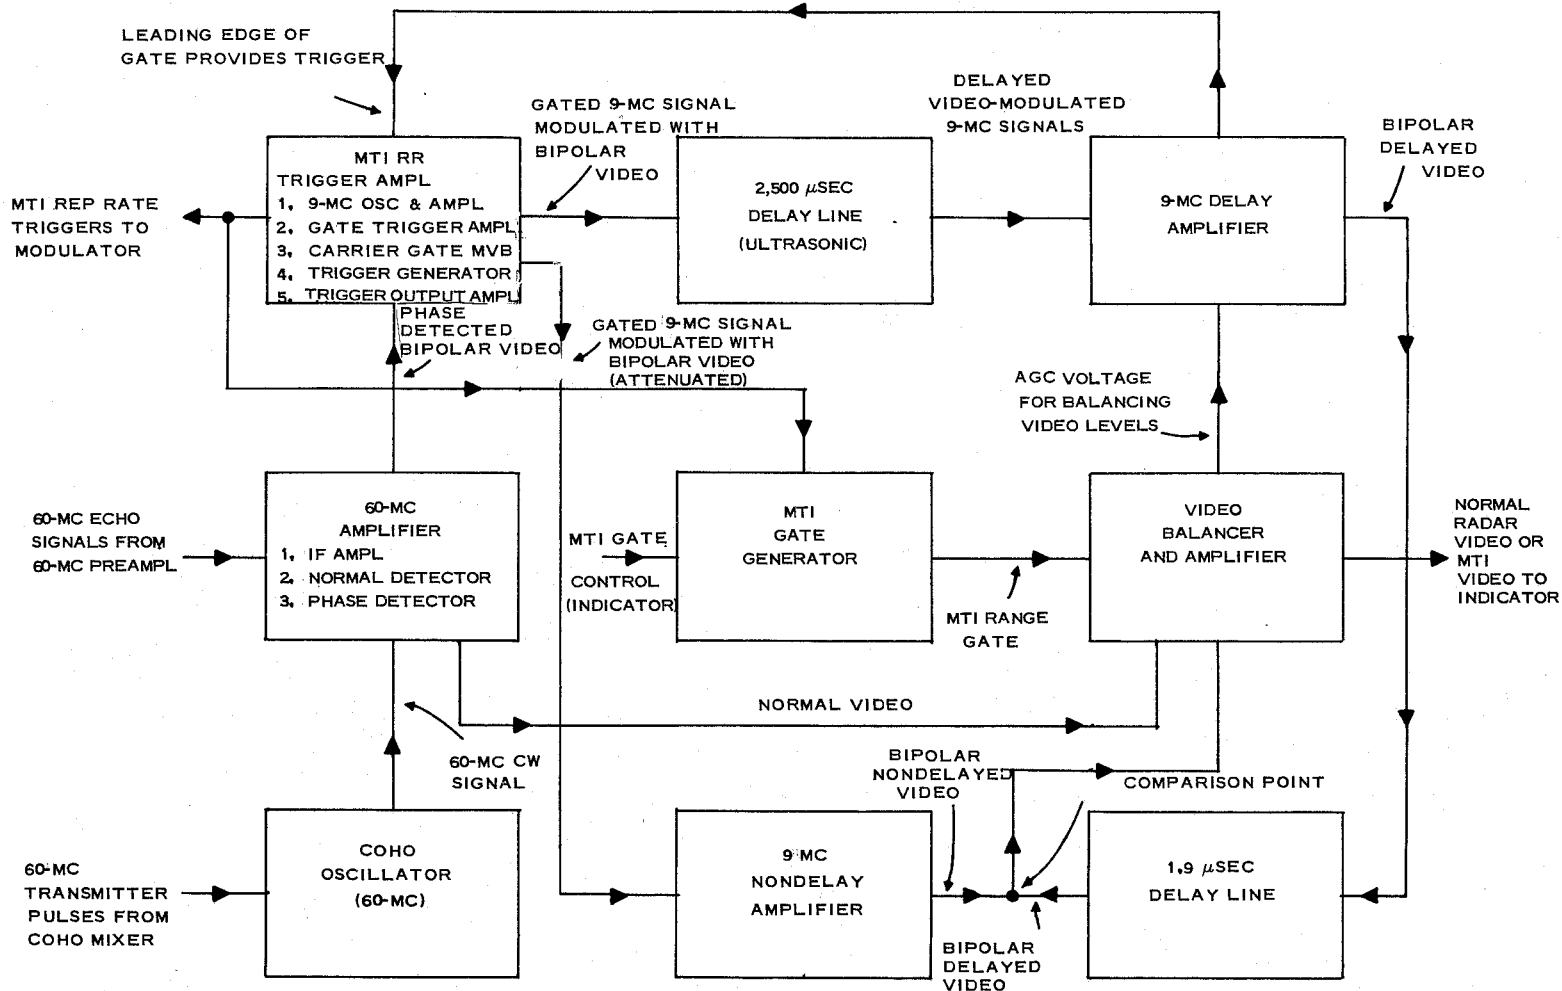 LEADING EDGE OF
GATE PROVIDES TRIGGER
GATED 9-MC SIGNAL
MODULATED WITH
BIPOLAR
VIDEO
DELAYED
VIDEO-MODULATED
9-MC SIGNALS
BIPOLAR
DELAYED
VIDEO
MTI REP RATE
TRIGGERS TO
MODULATOR
MTI RR
TRIGGER AMPL
1. 9-MC OSC & AMPL
2. GATE TRIGGER AMPL
3. CARRIER GATE MVB
4. TRIGGER GENERATOR
5. TRIGGER OUTPUT AMPL
2,500 μSEC
DELAY LINE
(ULTRASONIC)
9-MC DELAY
AMPLIFIER
PHASE
DETECTED
BIPOLAR VIDEO
GATED 9-MC SIGNAL
MODULATED WITH
BIPOLAR VIDEO
(ATTENUATED)
AGC VOLTAGE
FOR BALANCING
VIDEO LEVELS
60-MC ECHO
SIGNALS FROM
60-MC PREAMPL
60-MC
AMPLIFIER
1. IF AMPL
2. NORMAL DETECTOR
3. PHASE DETECTOR
MTI GATE
CONTROL
(INDICATOR)
MTI
GATE
GENERATOR
MTI RANGE
GATE
VIDEO
BALANCER
AND AMPLIFIER
NORMAL
RADAR
VIDEO OR
MTI
VIDEO TO
INDICATOR
NORMAL VIDEO
60-MC CW
SIGNAL
BIPOLAR
NONDELAYED
VIDEO
COMPARISON POINT
60-MC
TRANSMITTER
PULSES FROM
COHO MIXER
COHO
OSCILLATOR
(60-MC)
9 MC
NONDELAY
AMPLIFIER
1.9 μSEC
DELAY LINE
BIPOLAR
DELAYED
VIDEO